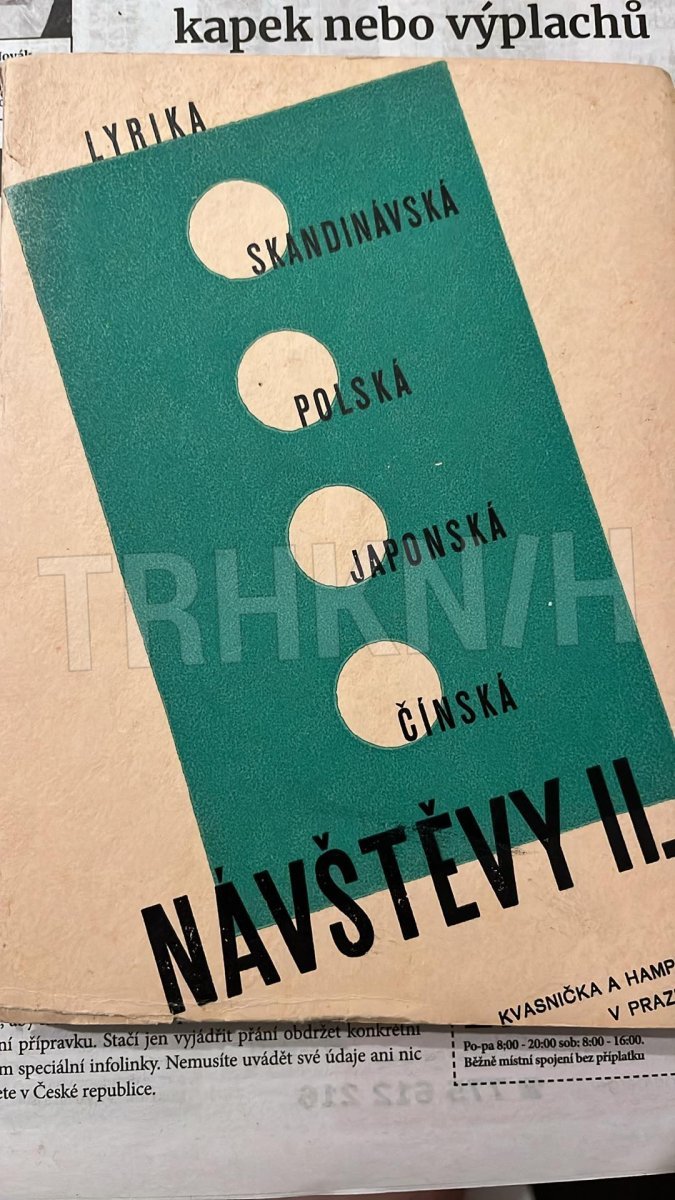 kapek nebo výplachů
LYRIKA
SKANDINÁVSKÁ
POLSKÁ
JAPONSKÁ
ČÍNSKÁ
TRHKN/H
NÁVŠTĚVY II.
KVASNIČKA A HAMP
V PRAZ
ní přípravku. Stačí jen vyjádřit přání obdržet konkrétní
m speciální infolinky. Nemusíte uvádět své údaje ani nic
ete v České republice.
Po-pa 8:00 - 20:00 sob: 8:00 - 16:00.
Běžně místní spojení bez příplatku